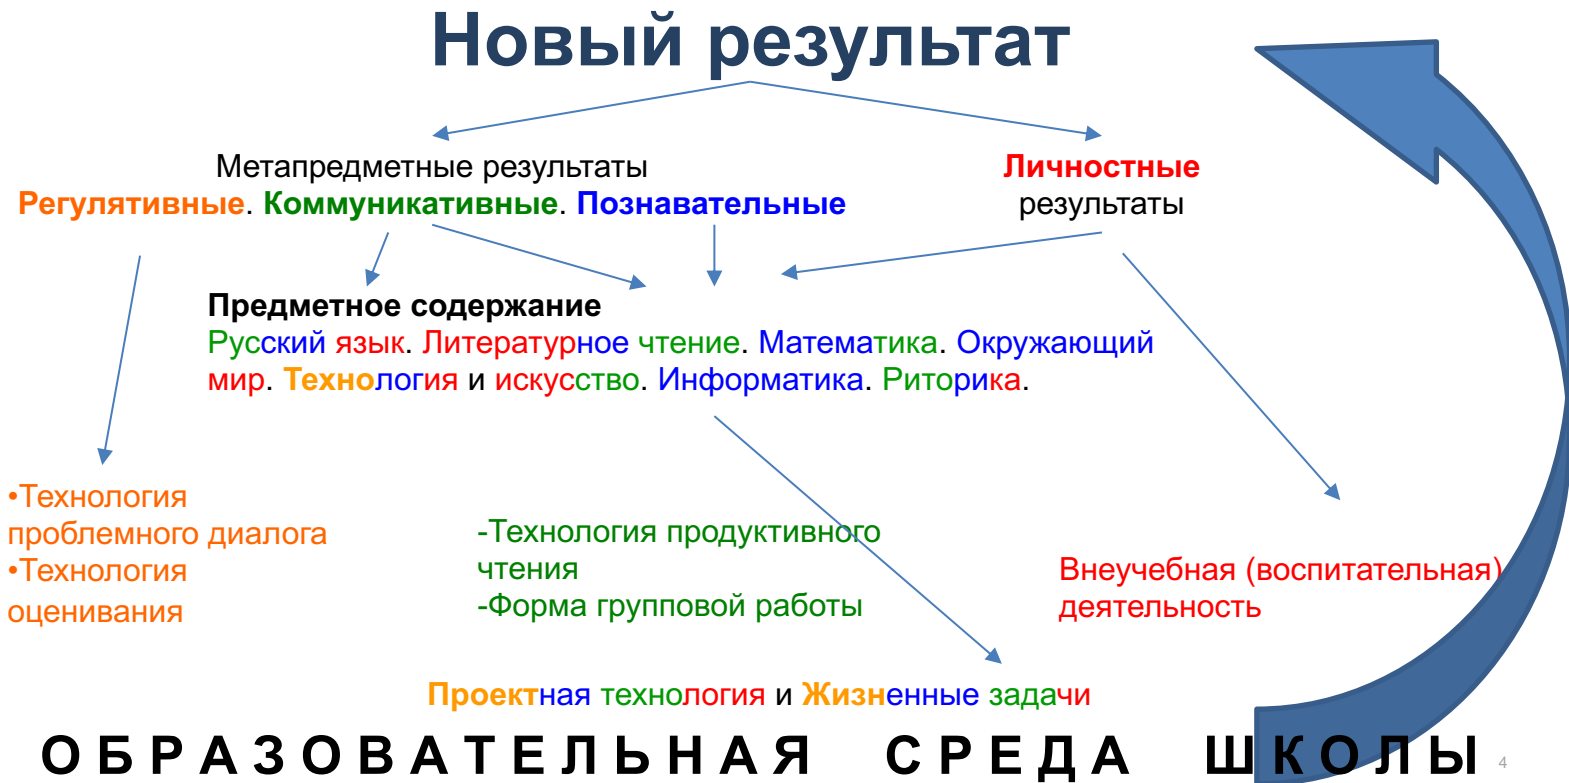 Новый результат
Метапредметные результаты
Регулятивные. Коммуникативные. Познавательные
Личностные
результаты
Предметное содержание
Русский язык. Литературное чтение. Математика. Окружающий
мир. Технология и искусство. Информатика. Риторика.
•Технология
проблемного диалога
•Технология
оценивания
-Технология продуктивного
чтения
-Форма групповой работы
Внеучебная (воспитательная)
деятельность
Проектная технология и Жизненные задачи
О Б Р А З О В А Т Е Л Ь Н А Я С Р Е Д А Ш К О Л Ы
4